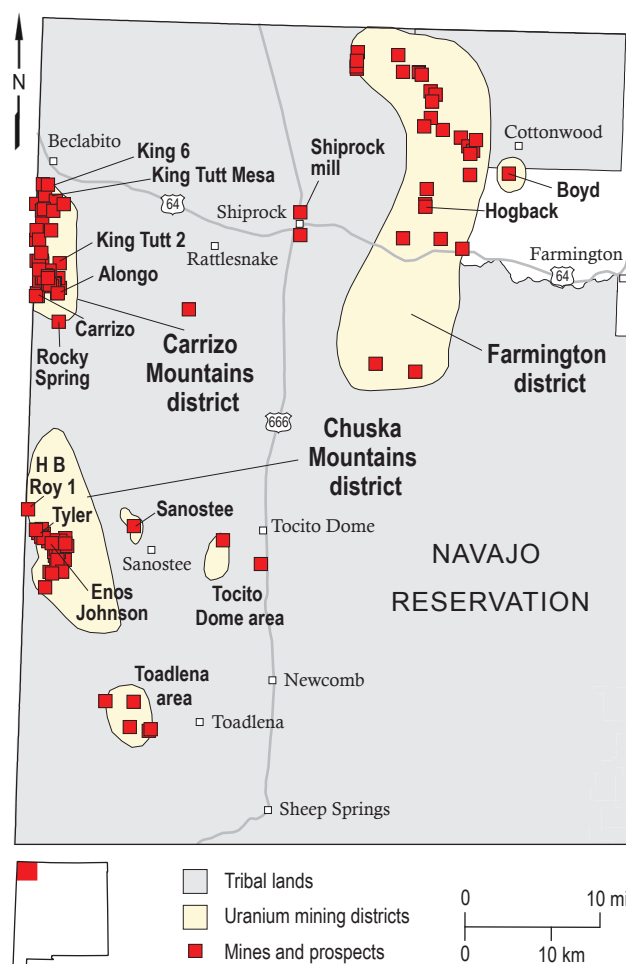 N
Beclabito
King 6
King Tutt Mesa
64
Shiprock
mill
Shiprock
Rattlesnake
Cottonwood
Boyd
Hogback
Farmington
64
King Tutt 2
Alongo
Carrizo
Rocky
Spring
Carrizo
Mountains
district
Farmington
district
666
Chuska
Mountains
district
H B
Roy 1
Tyler
Sanostee
Sanostee
Tocito Dome
Enos
Johnson
Tocito
Dome area
NAVAJO
RESERVATION
Toadlena
area
Newcomb
Toadlena
Sheep Springs
Tribal lands
Uranium mining districts
Mines and prospects
0 10 mi
0 10 km